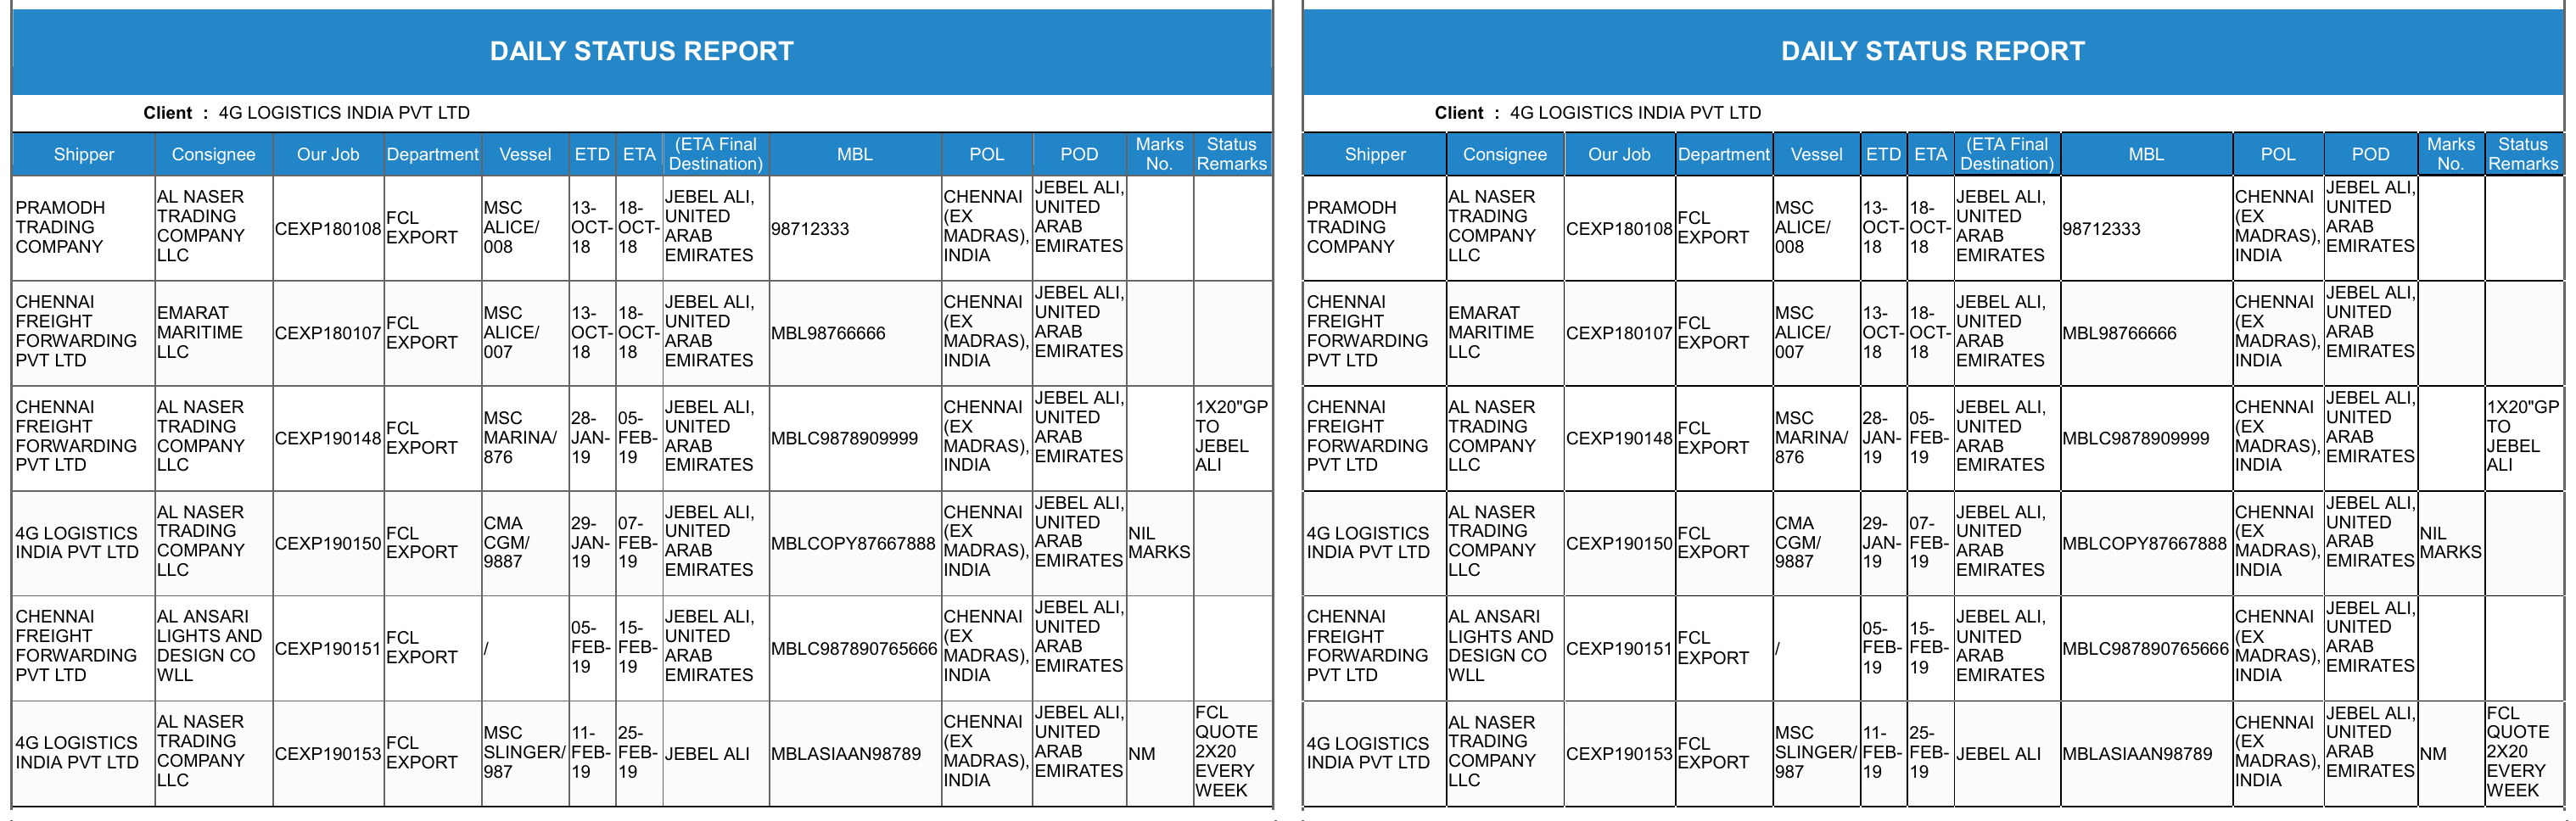 DAILY STATUS REPORT
Client : 4G LOGISTICS INDIA PVT LTD
Shipper Consignee Our Job Department Vessel ETD ETA (ETA Final Destination) MBL POL POD Marks No. Status Remarks
PRAMODH TRADING COMPANY AL NASER TRADING COMPANY LLC CEXP180108 FCL EXPORT MSC ALICE/ 008 13-OCT-18 18-OCT-18 JEBEL ALI, UNITED ARAB EMIRATES 98712333 CHENNAI (EX MADRAS), INDIA JEBEL ALI, UNITED ARAB EMIRATES
CHENNAI FREIGHT FORWARDING PVT LTD EMARAT MARITIME LLC CEXP180107 FCL EXPORT MSC ALICE/ 007 13-OCT-18 18-OCT-18 JEBEL ALI, UNITED ARAB EMIRATES MBL98766666 CHENNAI (EX MADRAS), INDIA JEBEL ALI, UNITED ARAB EMIRATES
CHENNAI FREIGHT FORWARDING PVT LTD AL NASER TRADING COMPANY LLC CEXP190148 FCL EXPORT MSC MARINA/ 876 28-JAN-19 05-FEB-19 JEBEL ALI, UNITED ARAB EMIRATES MBLC9878909999 CHENNAI (EX MADRAS), INDIA JEBEL ALI, UNITED ARAB EMIRATES 1X20"GP TO JEBEL ALI
4G LOGISTICS INDIA PVT LTD AL NASER TRADING COMPANY LLC CEXP190150 FCL EXPORT CMA CGM/ 9887 29-JAN-19 07-FEB-19 JEBEL ALI, UNITED ARAB EMIRATES MBLCOPY87667888 CHENNAI (EX MADRAS), INDIA JEBEL ALI, UNITED ARAB EMIRATES NIL MARKS
CHENNAI FREIGHT FORWARDING PVT LTD AL ANSARI LIGHTS AND DESIGN CO WLL CEXP190151 FCL EXPORT / 05-FEB-19 15-FEB-19 JEBEL ALI, UNITED ARAB EMIRATES MBLC987890765666 CHENNAI (EX MADRAS), INDIA JEBEL ALI, UNITED ARAB EMIRATES
4G LOGISTICS INDIA PVT LTD AL NASER TRADING COMPANY LLC CEXP190153 FCL EXPORT MSC SLINGER/ 987 11-FEB-19 25-FEB-19 JEBEL ALI MBLASIAAN98789 CHENNAI (EX MADRAS), INDIA JEBEL ALI, UNITED ARAB EMIRATES NM FCL QUOTE 2X20 EVERY WEEK
DAILY STATUS REPORT
Client : 4G LOGISTICS INDIA PVT LTD
Shipper Consignee Our Job Department Vessel ETD ETA (ETA Final Destination) MBL POL POD Marks No. Status Remarks
PRAMODH TRADING COMPANY AL NASER TRADING COMPANY LLC CEXP180108 FCL EXPORT MSC ALICE/ 008 13-OCT-18 18-OCT-18 JEBEL ALI, UNITED ARAB EMIRATES 98712333 CHENNAI (EX MADRAS), INDIA JEBEL ALI, UNITED ARAB EMIRATES
CHENNAI FREIGHT FORWARDING PVT LTD EMARAT MARITIME LLC CEXP180107 FCL EXPORT MSC ALICE/ 007 13-OCT-18 18-OCT-18 JEBEL ALI, UNITED ARAB EMIRATES MBL98766666 CHENNAI (EX MADRAS), INDIA JEBEL ALI, UNITED ARAB EMIRATES
CHENNAI FREIGHT FORWARDING PVT LTD AL NASER TRADING COMPANY LLC CEXP190148 FCL EXPORT MSC MARINA/ 876 28-JAN-19 05-FEB-19 JEBEL ALI, UNITED ARAB EMIRATES MBLC9878909999 CHENNAI (EX MADRAS), INDIA JEBEL ALI, UNITED ARAB EMIRATES 1X20"GP TO JEBEL ALI
4G LOGISTICS INDIA PVT LTD AL NASER TRADING COMPANY LLC CEXP190150 FCL EXPORT CMA CGM/ 9887 29-JAN-19 07-FEB-19 JEBEL ALI, UNITED ARAB EMIRATES MBLCOPY87667888 CHENNAI (EX MADRAS), INDIA JEBEL ALI, UNITED ARAB EMIRATES NIL MARKS
CHENNAI FREIGHT FORWARDING PVT LTD AL ANSARI LIGHTS AND DESIGN CO WLL CEXP190151 FCL EXPORT / 05-FEB-19 15-FEB-19 JEBEL ALI, UNITED ARAB EMIRATES MBLC987890765666 CHENNAI (EX MADRAS), INDIA JEBEL ALI, UNITED ARAB EMIRATES
4G LOGISTICS INDIA PVT LTD AL NASER TRADING COMPANY LLC CEXP190153 FCL EXPORT MSC SLINGER/ 987 11-FEB-19 25-FEB-19 JEBEL ALI MBLASIAAN98789 CHENNAI (EX MADRAS), INDIA JEBEL ALI, UNITED ARAB EMIRATES NM FCL QUOTE 2X20 EVERY WEEK